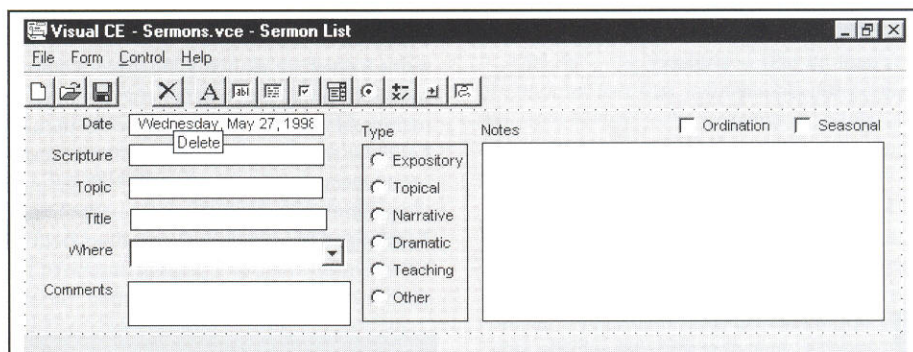 Visual CE - Sermons.vce - Sermon List
File Form Control Help
A
Date Wednesday, May 27, 1998
Delete
Type
Notes
Ordination Seasonal
Scripture
Topic
Title
Where
Comments
Expository
Topical
Narrative
Dramatic
Teaching
Other